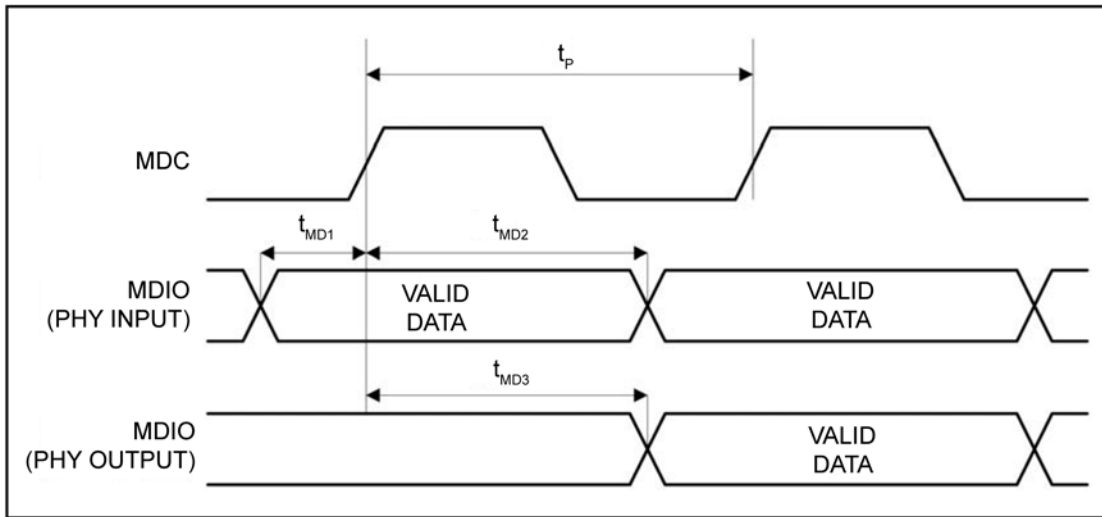 tP
MDC
tMD1
tMD2
MDIO
(PHY INPUT)
VALID
DATA
VALID
DATA
tMD3
MDIO
(PHY OUTPUT)
VALID
DATA